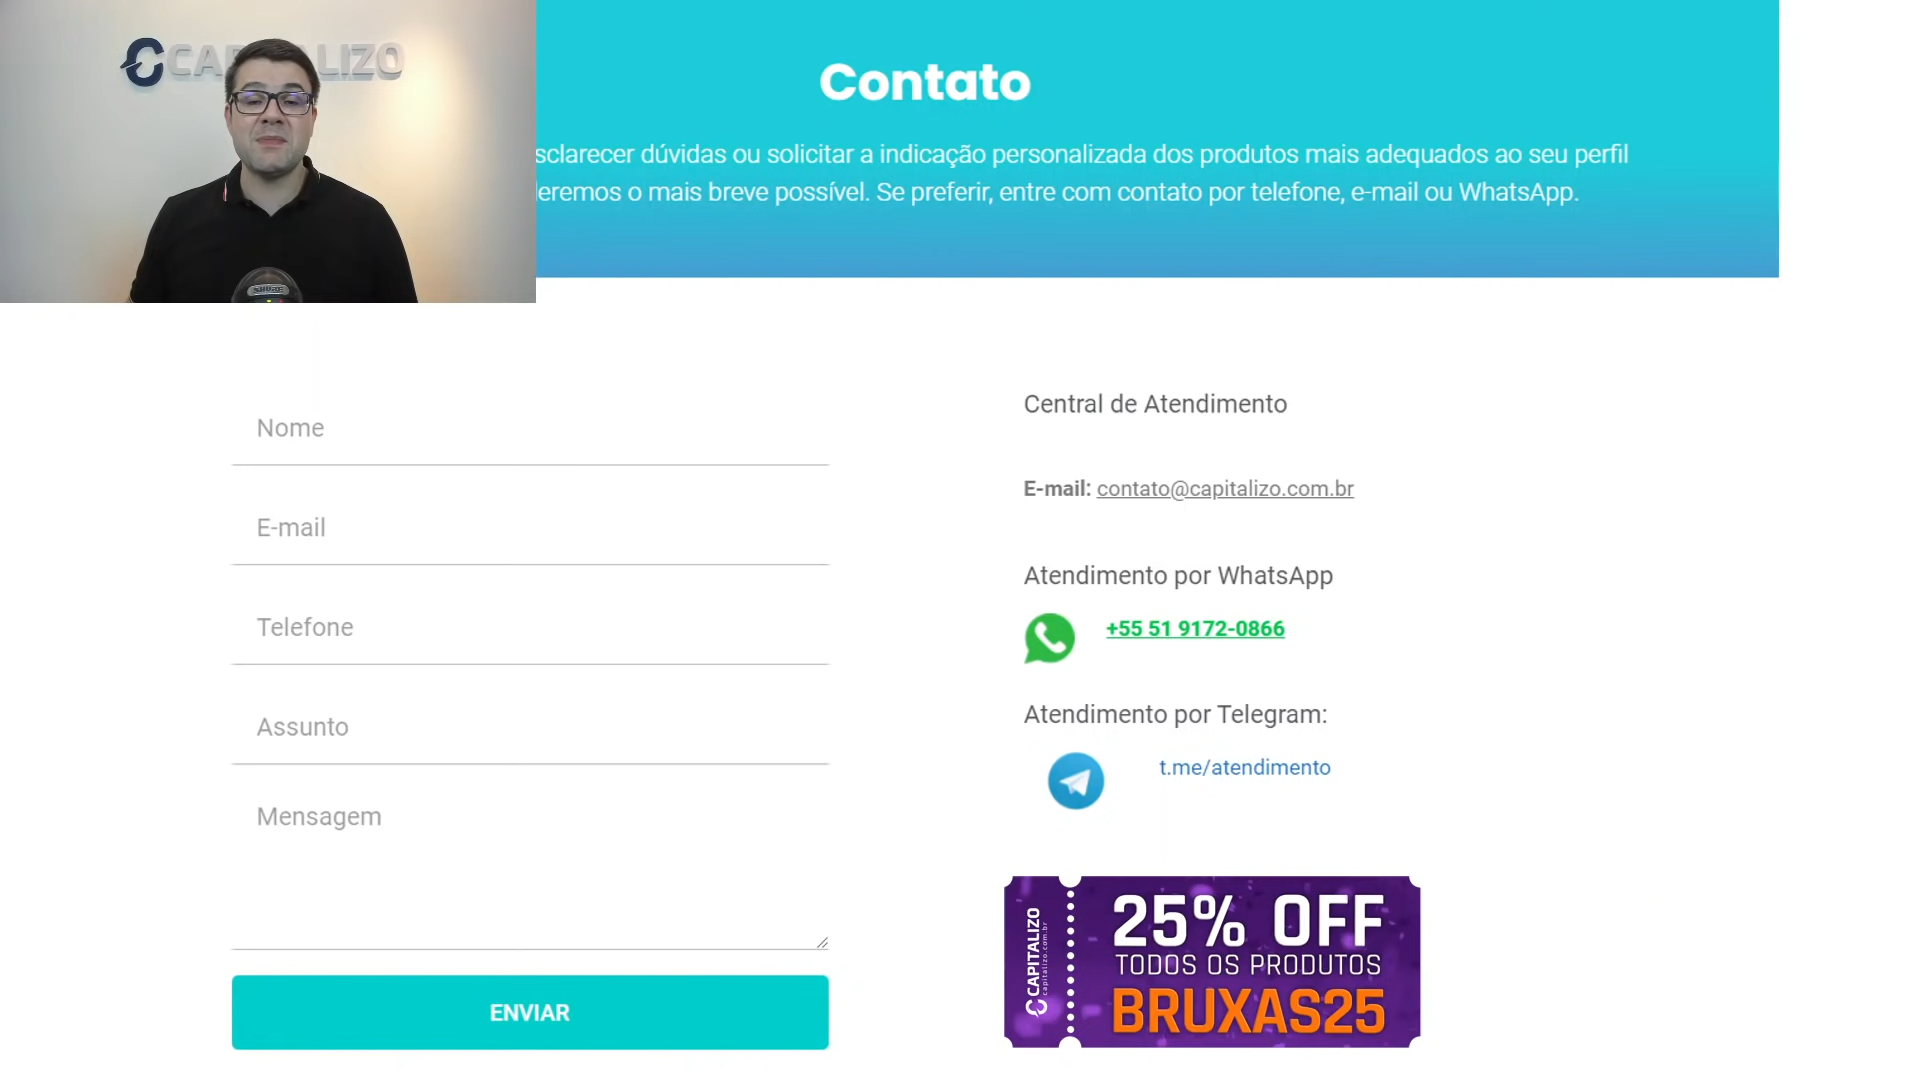 Contato
sclarecer dúvidas ou solicitar a indicação personalizada dos produtos mais adequados ao seu perfil
eremos o mais breve possível. Se preferir, entre com contato por telefone, e-mail ou WhatsApp.
Nome
E-mail
Telefone
Assunto
Mensagem
ENVIAR
Central de Atendimento
E-mail: contato@capitalizo.com.br
Atendimento por WhatsApp
+55 51 9172-0866
Atendimento por Telegram:
t.me/atendimento
CAPITALIZO
capitalizo.com.br
25% OFF
TODOS OS PRODUTOS
BRUXAS25